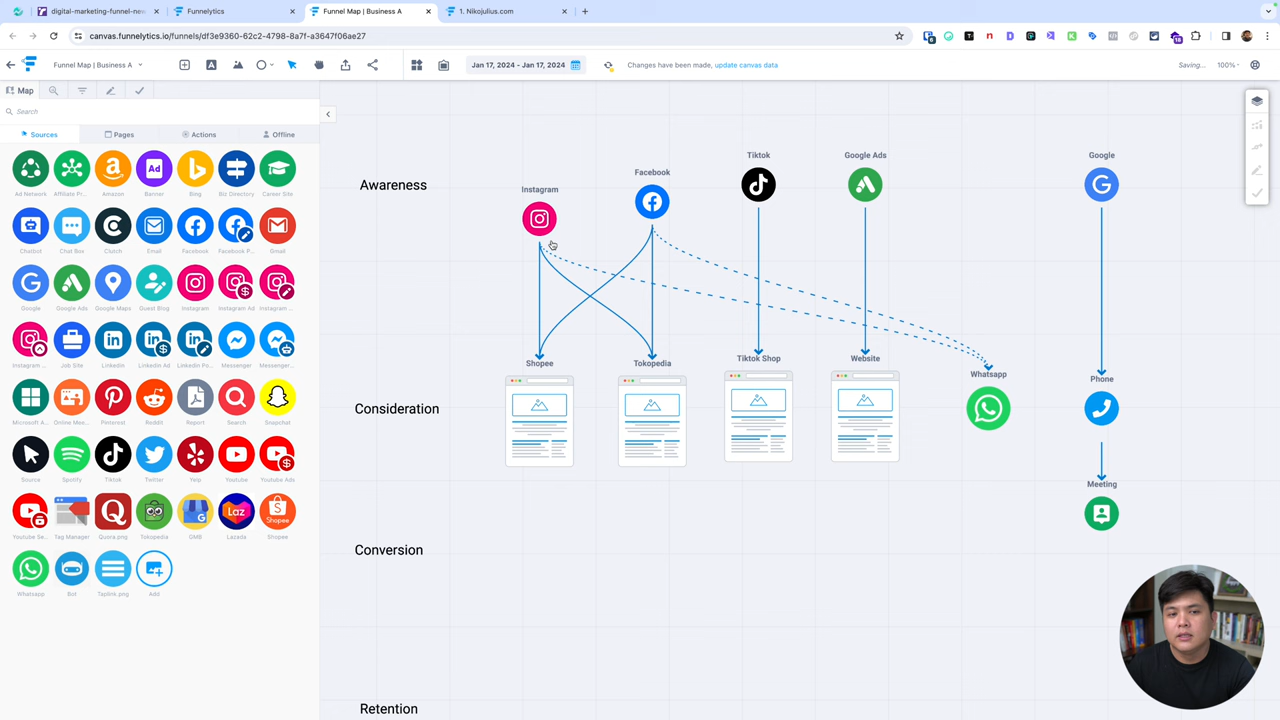 digital-marketing-funnel-new
Funnelytics
Funnel Map | Business A
1. Nikojulius.com
canvas.funnelytics.io/funnels/df3e9360-62c2-4798-8a7f-a3647f06ae27
Funnel Map | Business A
Jan 17, 2024 - Jan 17, 2024
Changes have been made, update canvas data
Saving...
100%
Map
Search
Sources
Pages
Actions
Offline
Ad Network
Affiliate Pr...
Amazon
Banner
Bing
Biz Directory
Career Site
Chatbot
Chat Box
Clutch
Email
Facebook
Facebook P...
Gmail
Google
Google Ads
Google Maps
Guest Blog
Instagram
Instagram Ad
Instagram ...
Instagram ...
Job Site
Linkedin
Linkedin Ad
Linkedin Po...
Messenger
Messenger...
Microsoft A...
Online Mee...
Pinterest
Reddit
Report
Search
Snapchat
Source
Spotify
Tiktok
Twitter
Yelp
Youtube
Youtube Ads
Youtube Se...
Tag Manager
Quora.png
Tokopedia
GMB
Lazada
Shopee
Whatsapp
Bot
Taplink.png
Add
Awareness
Instagram
Facebook
Tiktok
Google Ads
Google
Consideration
Shopee
Tokopedia
Tiktok Shop
Website
Whatsapp
Phone
Meeting
Conversion
Retention